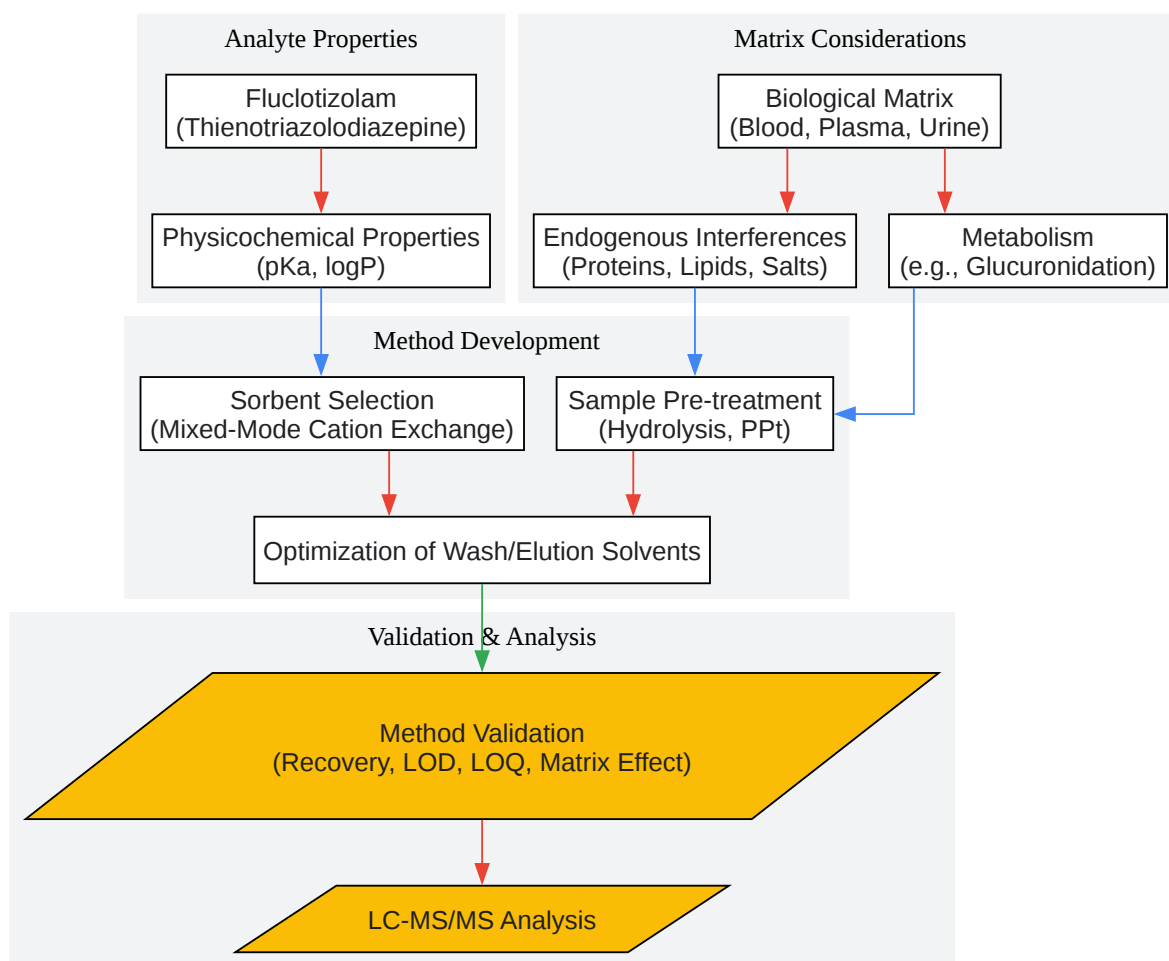 Analyte Properties
Matrix Considerations
Fluclotizolam
(Thienotriazolodiazepine)
Biological Matrix
(Blood, Plasma, Urine)
Physicochemical Properties
(pKa, logP)
Endogenous Interferences
(Proteins, Lipids, Salts)
Metabolism
(e.g., Glucuronidation)
Method Development
Sorbent Selection
(Mixed-Mode Cation Exchange)
Sample Pre-treatment
(Hydrolysis, PPt)
Optimization of Wash/Elution Solvents
Validation & Analysis
Method Validation
(Recovery, LOD, LOQ, Matrix Effect)
LC-MS/MS Analysis